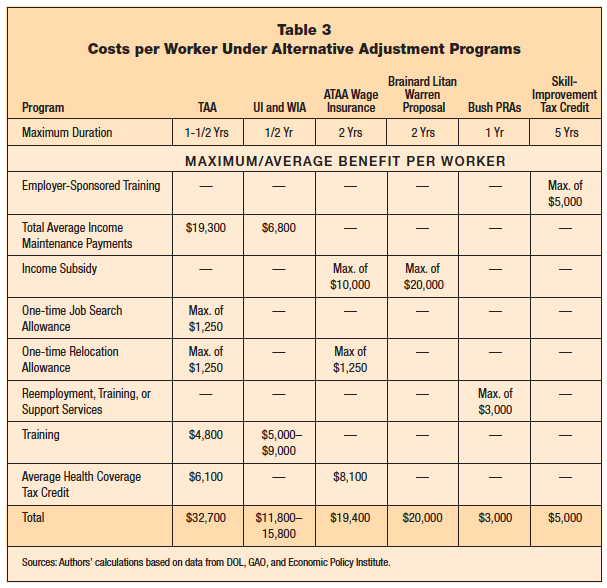 Table 3
Costs per Worker Under Alternative Adjustment Programs
Program TAA UI and WIA ATAA Wage Insurance Brainard Litan Warren Proposal Bush PRAs Skill-Improvement Tax Credit
Maximum Duration 1-1/2 Yrs 1/2 Yr 2 Yrs 2 Yrs 1 Yr 5 Yrs
MAXIMUM/AVERAGE BENEFIT PER WORKER
Employer-Sponsored Training — — — — — Max. of $5,000
Total Average Income Maintenance Payments $19,300 $6,800 — — — —
Income Subsidy — — Max. of $10,000 Max. of $20,000 — —
One-time Job Search Allowance Max. of $1,250 — — — — —
One-time Relocation Allowance Max. of $1,250 — Max of $1,250 — — —
Reemployment, Training, or Support Services — — — — Max. of $3,000 —
Training $4,800 $5,000–$9,000 — — — —
Average Health Coverage Tax Credit $6,100 — $8,100 — — —
Total $32,700 $11,800–15,800 $19,400 $20,000 $3,000 $5,000
Sources: Authors' calculations based on data from DOL, GAO, and Economic Policy Institute.